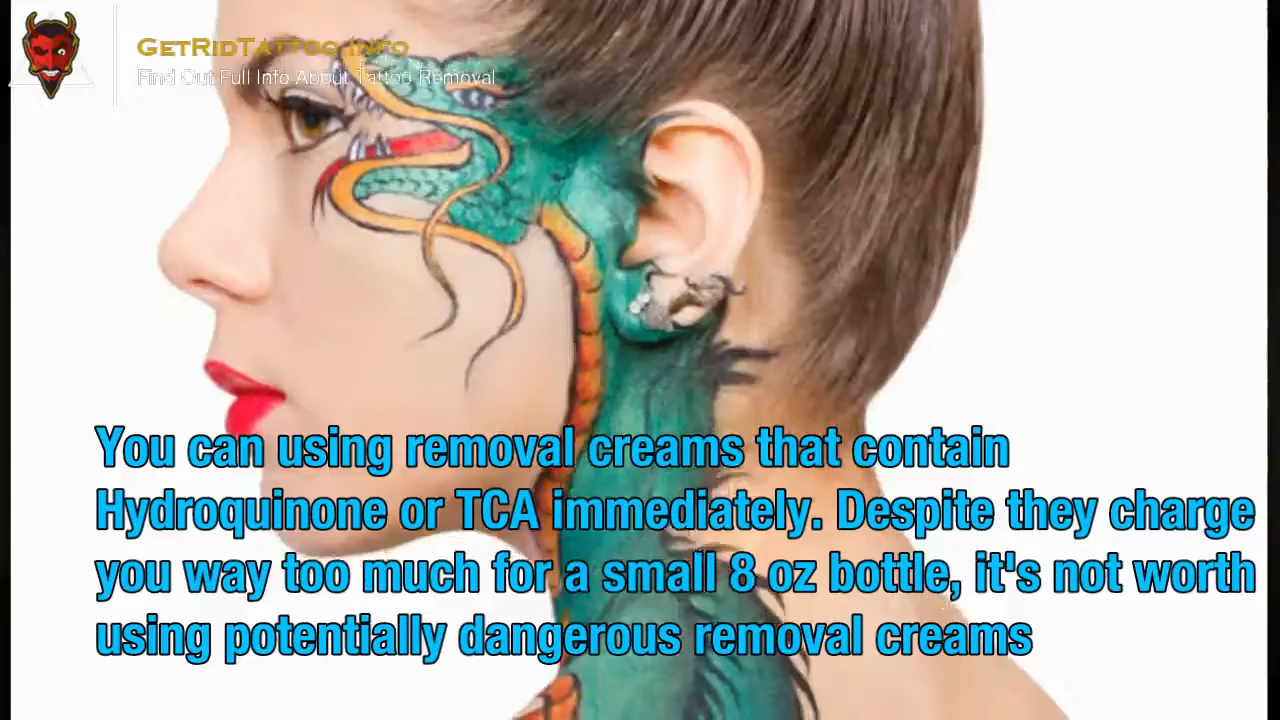 GetRidTattoo Info
Find Out Full Info About Tattoo Removal
You can using removal creams that contain
Hydroquinone or TCA immediately. Despite they charge
you way too much for a small 8 oz bottle, it's not worth
using potentially dangerous removal creams